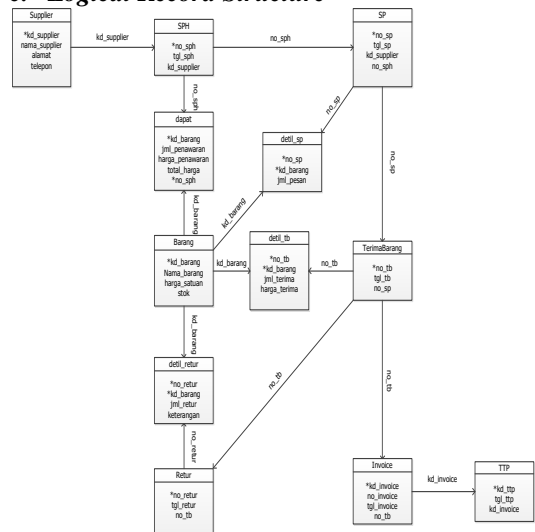 Logical Record Structure
Supplier
*kd_supplier
nama_supplier
alamat
telepon
kd_supplier
SPH
*no_sph
tgl_sph
kd_supplier
no_sph
SP
*no_sp
tgl_sp
kd_supplier
no_sph
no_sph
no_sp
no_sp
dapat
*kd_barang
jml_penawaran
harga_penawaran
total_harga
*no_sph
detil_sp
*no_sp
*kd_barang
jml_pesan
kd_barang
kd_barang
Barang
*kd_barang
Nama_barang
harga_satuan
stok
kd_barang
detil_tb
*no_tb
*kd_barang
jml_terima
harga_terima
no_tb
TerimaBarang
*no_tb
tgl_tb
no_sp
kd_barang
no_tb
no_tb
detil_retur
*no_retur
*kd_barang
jml_retur
keterangan
no_retur
Retur
*no_retur
tgl_retur
no_tb
Invoice
*kd_invoice
no_invoice
tgl_invoice
no_tb
kd_invoice
TTP
*kd_ttp
tgl_ttp
kd_invoice